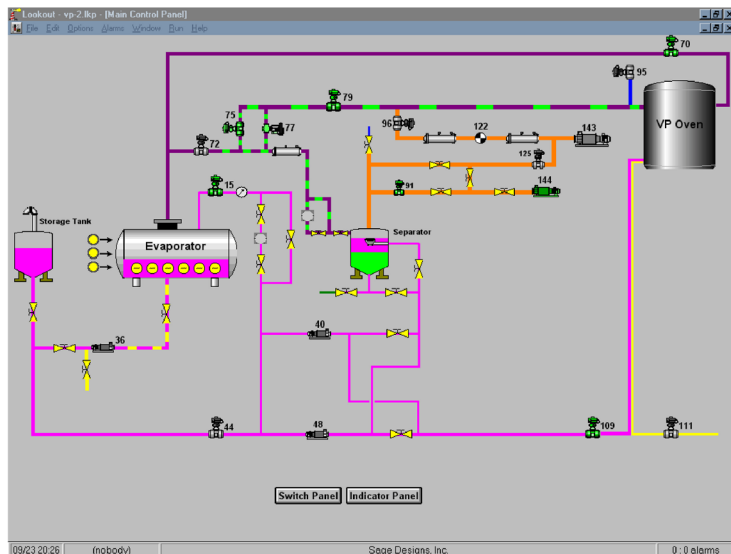 Lookout - vp-2.lkp - [Main Control Panel]
File Edit Options Alarms Window Run Help
70
95
79
75
77
72
96
122
143
VP Oven
125
15
91
144
Storage Tank
Evaporator
Separator
36
40
44
48
109
111
Switch Panel
Indicator Panel
09/23 20:26
(nobody)
Sage Designs, Inc.
0 : 0 alarms